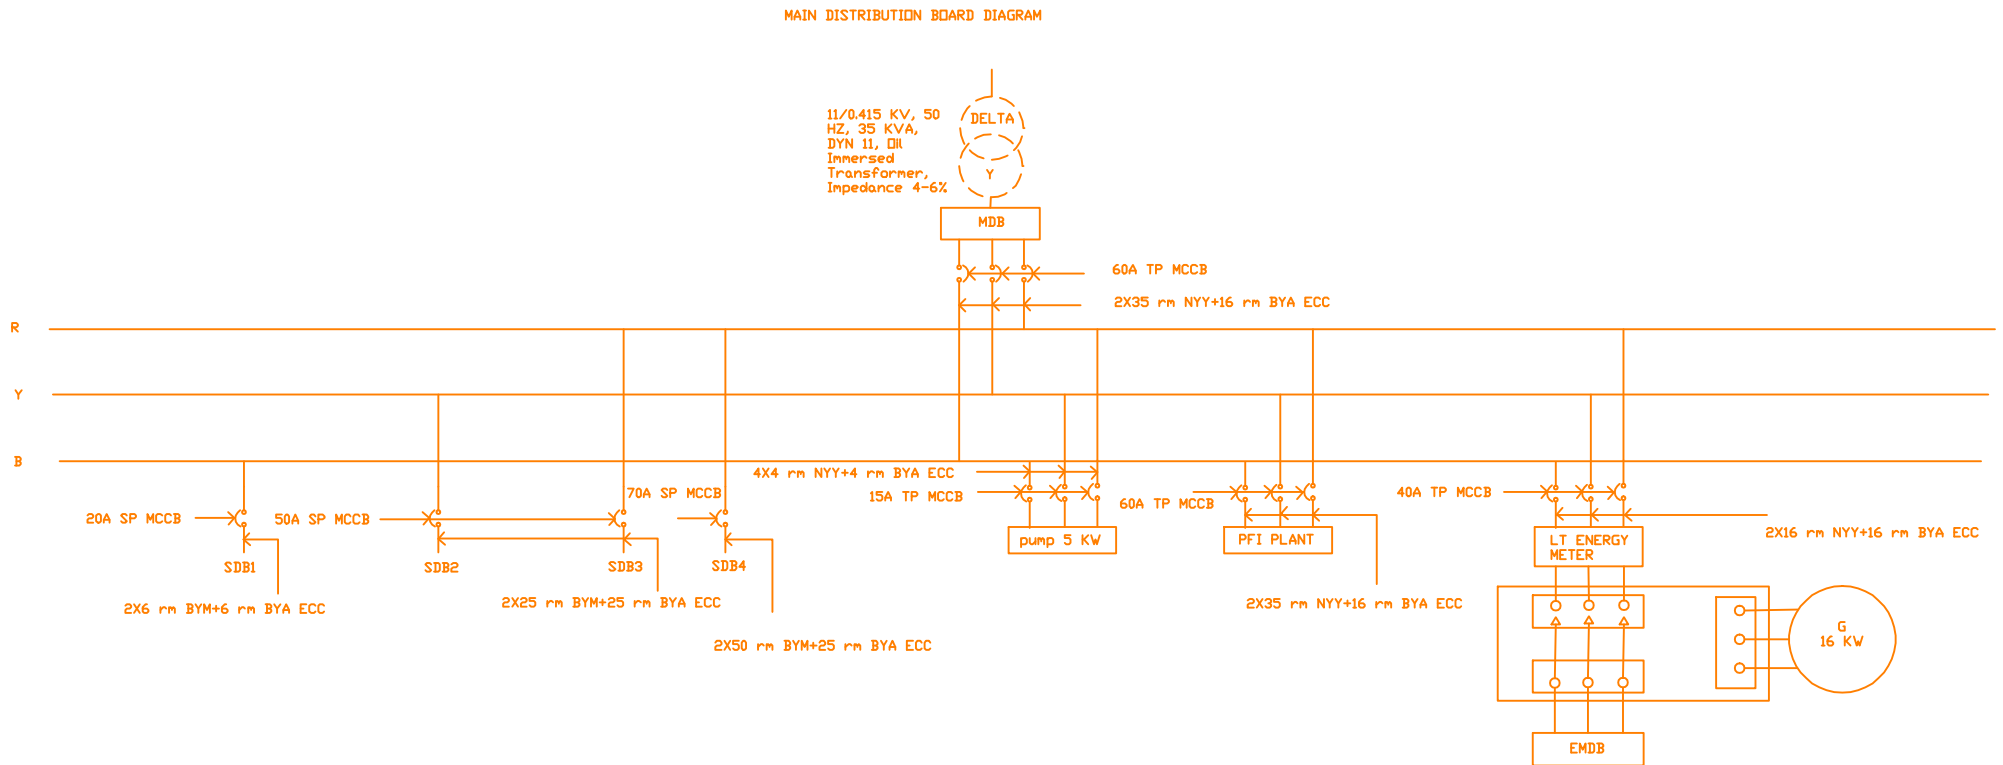 MAIN DISTRIBUTION BOARD DIAGRAM
11/0.415 KV, 50
HZ, 35 KVA,
DYN 11, OIl
Immersed
Transformer,
Impedance 4-6%
DELTA
Y
MDB
60A TP MCCB
2X35 rm NYY+16 rm BYA ECC
R
Y
B
4X4 rm NYY+4 rm BYA ECC
70A SP MCCB
15A TP MCCB
60A TP MCCB
40A TP MCCB
20A SP MCCB
50A SP MCCB
2X16 rm NYY+16 rm BYA ECC
pump 5 KW
PFI PLANT
LT ENERGY
METER
SDB1
SDB2
SDB3
SDB4
2X6 rm BYM+6 rm BYA ECC
2X25 rm BYM+25 rm BYA ECC
2X35 rm NYY+16 rm BYA ECC
2X50 rm BYM+25 rm BYA ECC
G
16 KW
EMDB